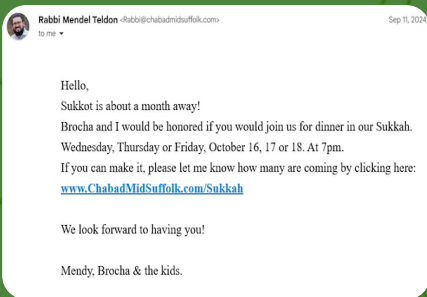 Rabbi Mendel Teldon <Rabbi@chabadmidsuffolk.com>
Sep 11, 2024
to me
Hello,
Sukkot is about a month away!
Brocha and I would be honored if you would join us for dinner in our Sukkah.
Wednesday, Thursday or Friday, October 16, 17 or 18. At 7pm.
If you can make it, please let me know how many are coming by clicking here:
www.ChabadMidSuffolk.com/Sukkah
We look forward to having you!
Mendy, Brocha & the kids.